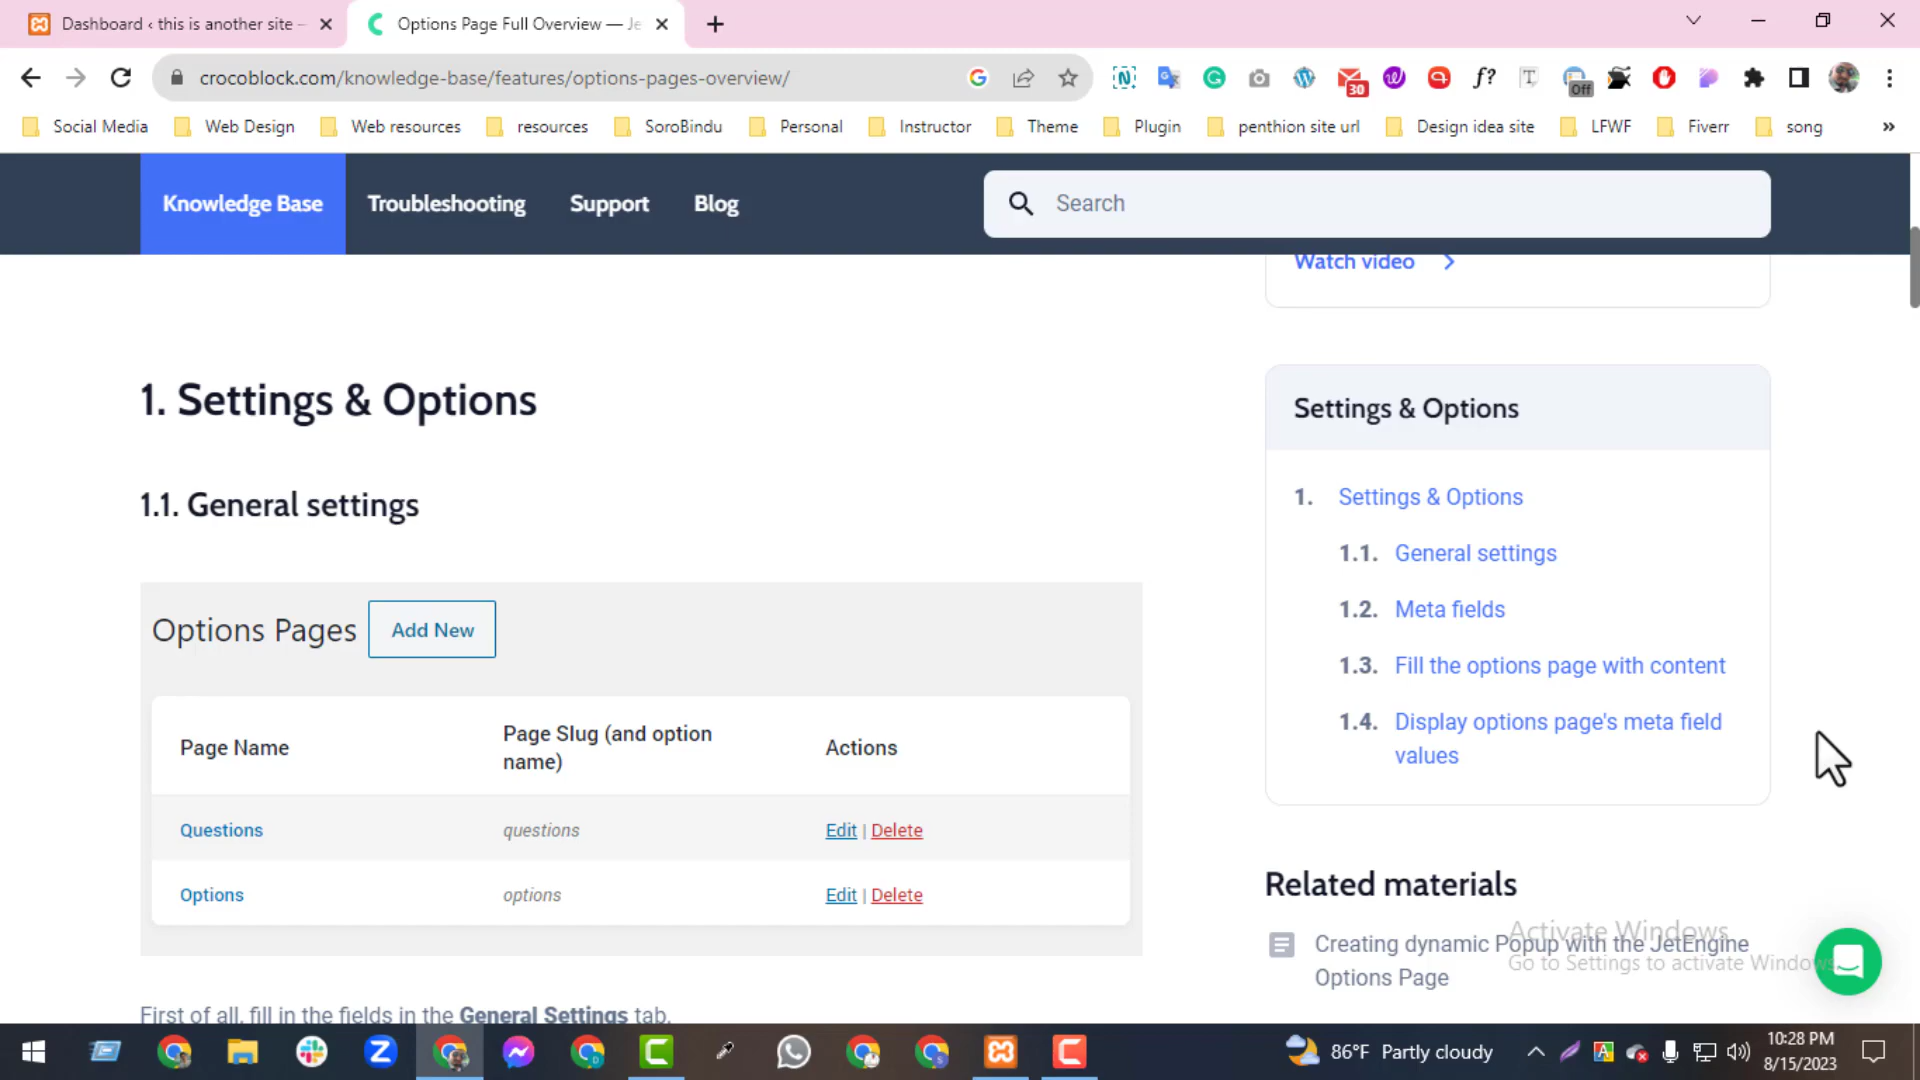 Dashboard ‹ this is another site –
Options Page Full Overview — Je
crocoblock.com/knowledge-base/features/options-pages-overview/
30
f?
Off
Social Media
Web Design
Web resources
resources
SoroBindu
Personal
Instructor
Theme
Plugin
penthion site url
Design idea site
LFWF
Fiverr
song
»
Knowledge Base
Troubleshooting
Support
Blog
Search
Watch video
1. Settings & Options
1.1. General settings
Options Pages
Add New
Page Name
Page Slug (and option
name)
Actions
Questions
questions
Edit | Delete
Options
options
Edit | Delete
First of all, fill in the fields in the General Settings tab.
Settings & Options
1. Settings & Options
1.1. General settings
1.2. Meta fields
1.3. Fill the options page with content
1.4. Display options page's meta field
values
Related materials
Creating dynamic Popup with the JetEngine
Options Page
Activate Windows
Go to Settings to activate Windows
86°F Partly cloudy
10:28 PM
8/15/2023